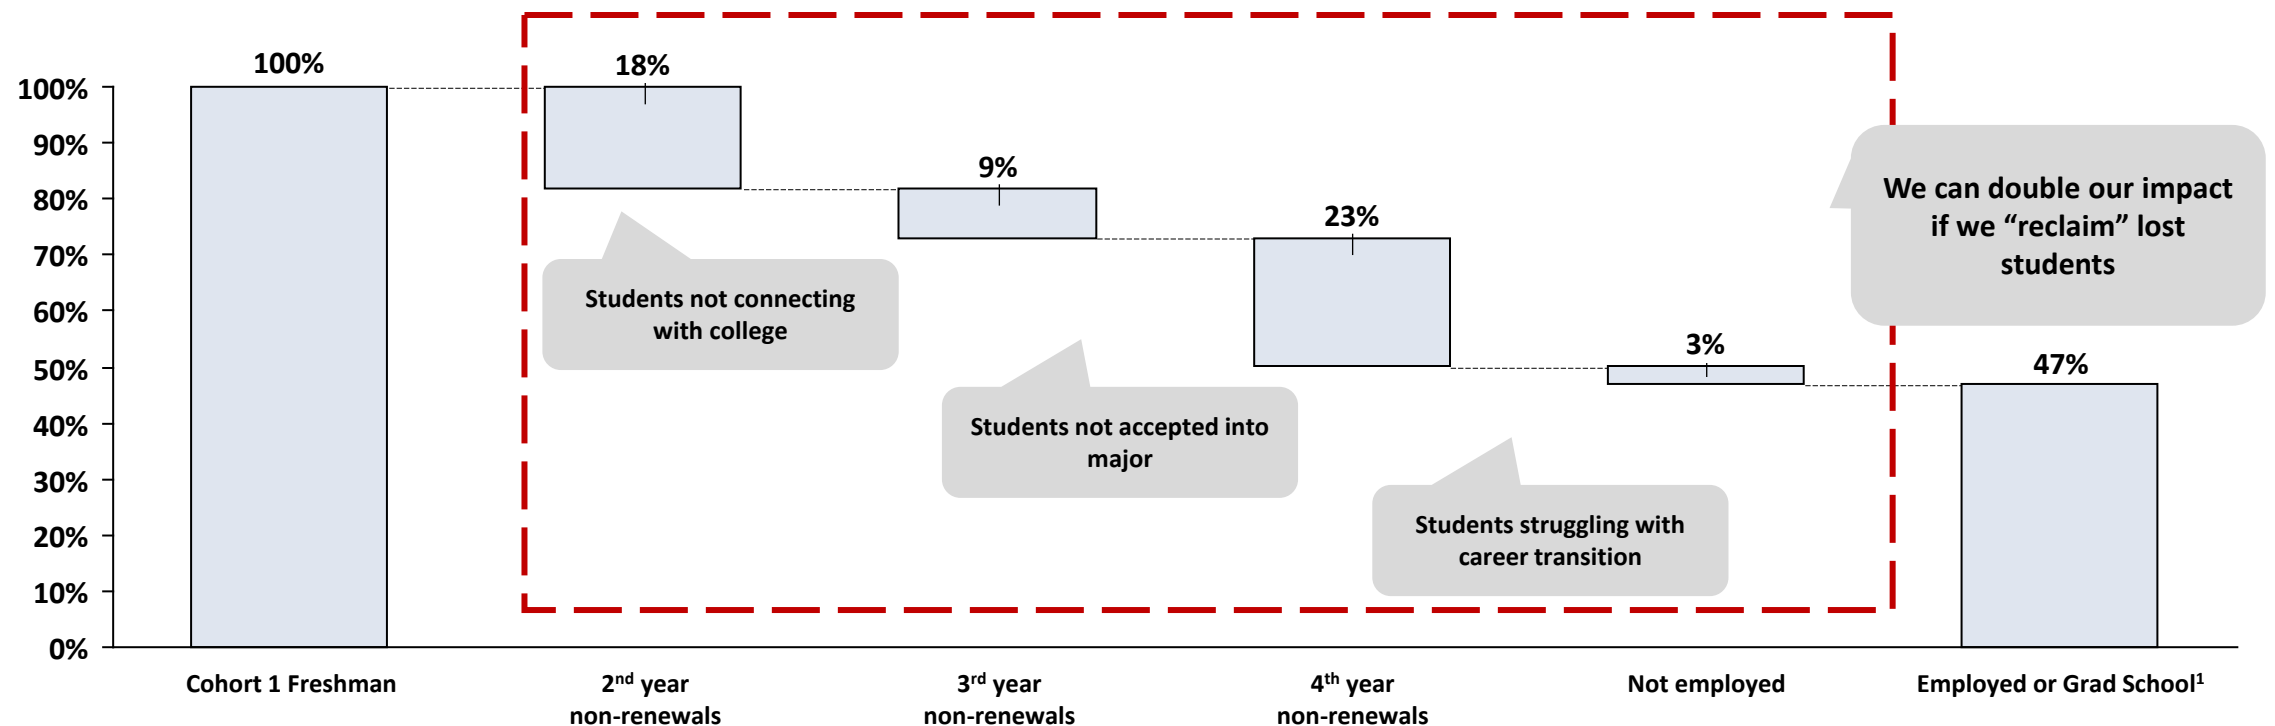 100%
18%
9%
23%
3%
47%
100%
90%
80%
70%
60%
50%
40%
30%
20%
10%
0%
Students not connecting
with college
Students not accepted into
major
Students struggling with
career transition
We can double our impact
if we “reclaim” lost
students
Cohort 1 Freshman
2nd year
non-renewals
3rd year
non-renewals
4th year
non-renewals
Not employed
Employed or Grad School1